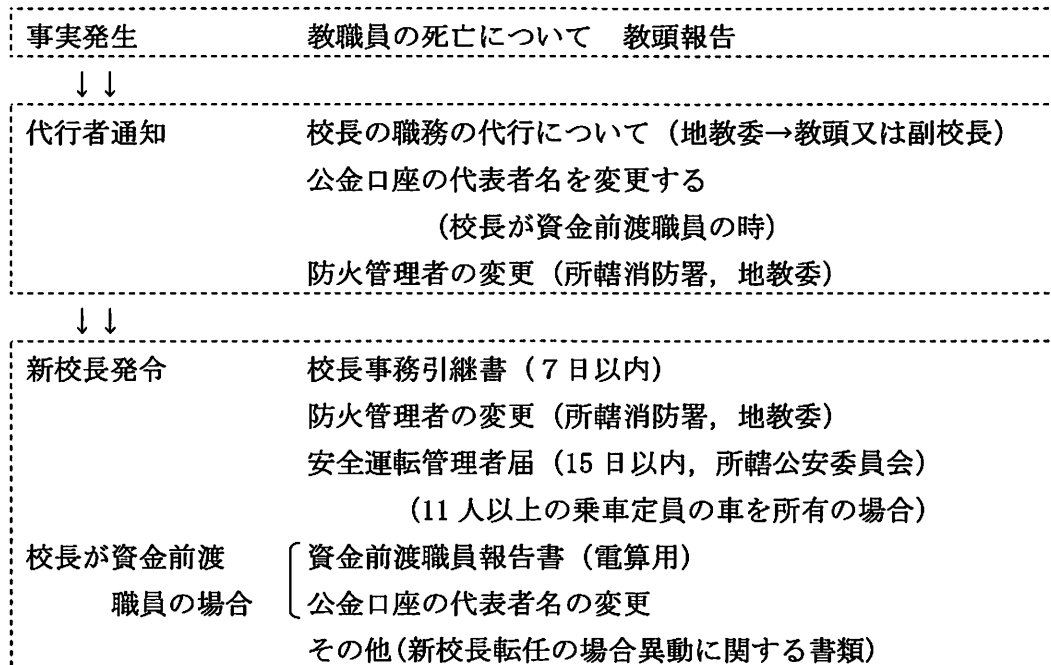 事実発生 教職員の死亡について 教頭報告
↓↓
代行者通知 校長の職務の代行について（地教委→教頭又は副校長）
公金口座の代表者名を変更する
（校長が資金前渡職員の時）
防火管理者の変更（所轄消防署，地教委）
↓↓
新校長発令 校長事務引継書（7日以内）
防火管理者の変更（所轄消防署，地教委）
安全運転管理者届（15日以内，所轄公安委員会）
（11人以上の乗車定員の車を所有の場合）
校長が資金前渡 資金前渡職員報告書（電算用）
職員の場合 公金口座の代表者名の変更
その他（新校長転任の場合異動に関する書類）